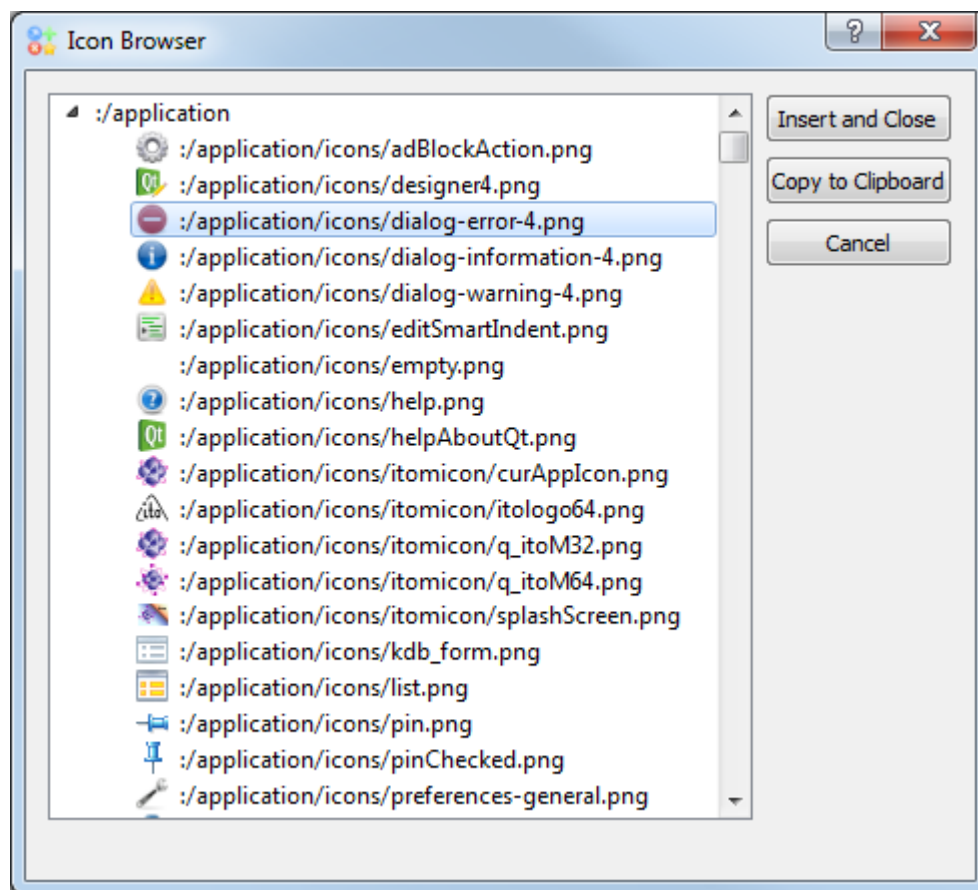 Icon Browser
:/application
:/application/icons/adBlockAction.png
:/application/icons/designer4.png
:/application/icons/dialog-error-4.png
:/application/icons/dialog-information-4.png
:/application/icons/dialog-warning-4.png
:/application/icons/editSmartIndent.png
:/application/icons/empty.png
:/application/icons/help.png
:/application/icons/helpAboutQt.png
:/application/icons/itomicon/curAppIcon.png
:/application/icons/itomicon/itologo64.png
:/application/icons/itomicon/q_itoM32.png
:/application/icons/itomicon/q_itoM64.png
:/application/icons/itomicon/splashScreen.png
:/application/icons/kdb_form.png
:/application/icons/list.png
:/application/icons/pin.png
:/application/icons/pinChecked.png
:/application/icons/preferences-general.png
Insert and Close
Copy to Clipboard
Cancel